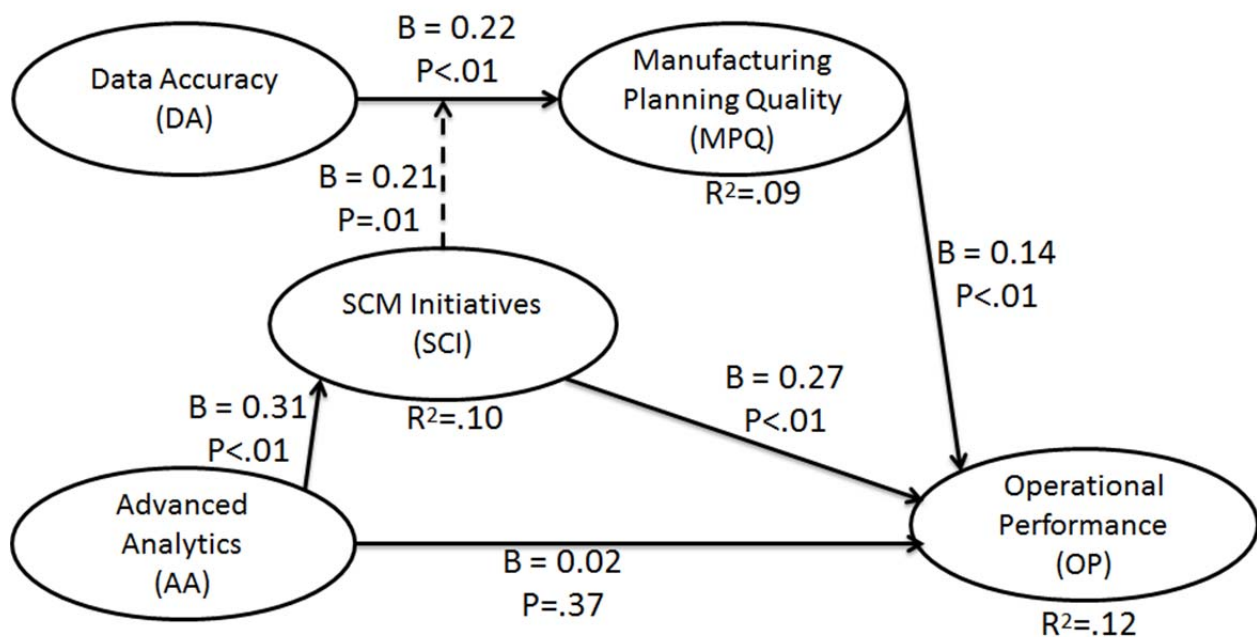 B = 0.22
P<.01
Data Accuracy
(DA)
Manufacturing
Planning Quality
(MPQ)
R²=.09
B = 0.21
P=.01
B = 0.14
P<.01
SCM Initiatives
(SCI)
R²=.10
B = 0.27
P<.01
B = 0.31
P<.01
Advanced
Analytics
(AA)
B = 0.02
P=.37
Operational
Performance
(OP)
R²=.12